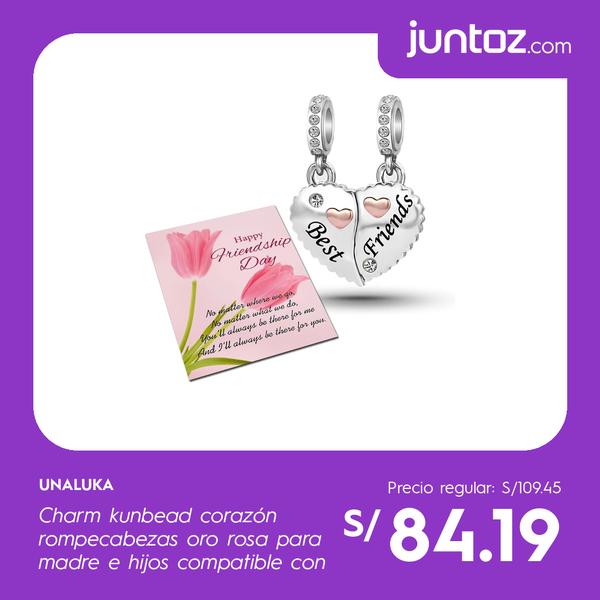 juntoz.com
Best
Friends
Happy
Friendship
Day
No matter where we go,
No matter what we do,
You'll always be there for me
And I'll always be there for you.
UNALUKA
Charm kunbead corazón
rompecabezas oro rosa para
madre e hijos compatible con
Precio regular: S/109.45
S/84.19